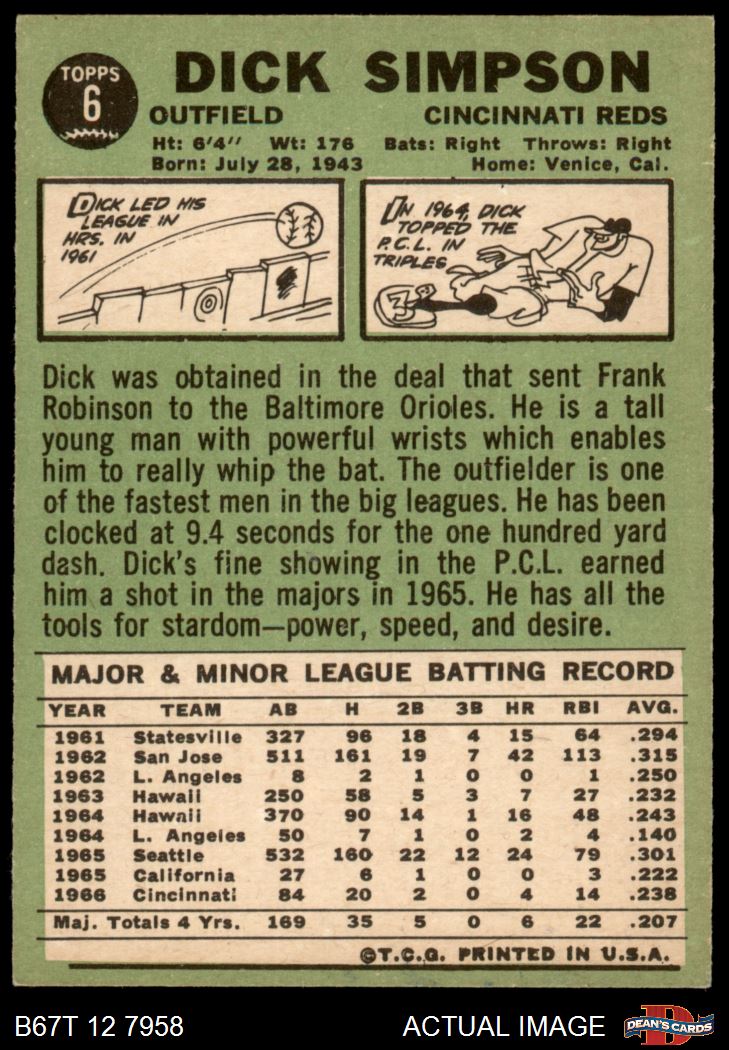 TOPPS
6
DICK SIMPSON
OUTFIELD CINCINNATI REDS
Ht: 6'4" Wt: 176 Bats: Right Throws: Right
Born: July 28, 1943 Home: Venice, Cal.
DICK LED HIS
LEAGUE IN
HRS. IN
1961
IN 1964, DICK
TOPPED THE
P.C.L. IN
TRIPLES
3
Dick was obtained in the deal that sent Frank
Robinson to the Baltimore Orioles. He is a tall
young man with powerful wrists which enables
him to really whip the bat. The outfielder is one
of the fastest men in the big leagues. He has been
clocked at 9.4 seconds for the one hundred yard
dash. Dick's fine showing in the P.C.L. earned
him a shot in the majors in 1965. He has all the
tools for stardom—power, speed, and desire.
MAJOR & MINOR LEAGUE BATTING RECORD
YEAR TEAM AB H 2B 3B HR RBI AVG.
1961 Statesville 327 96 18 4 15 64 .294
1962 San Jose 511 161 19 7 42 113 .315
1962 L. Angeles 8 2 1 0 0 1 .250
1963 Hawaii 250 58 5 3 7 27 .232
1964 Hawaii 370 90 14 1 16 48 .243
1964 L. Angeles 50 7 1 0 2 4 .140
1965 Seattle 532 160 22 12 24 79 .301
1965 California 27 6 1 0 0 3 .222
1966 Cincinnati 84 20 2 0 4 14 .238
Maj. Totals 4 Yrs. 169 35 5 0 6 22 .207
©T.C.G. PRINTED IN U.S.A.
B67T 12 7958 ACTUAL IMAGE
D
DEAN'S CARDS